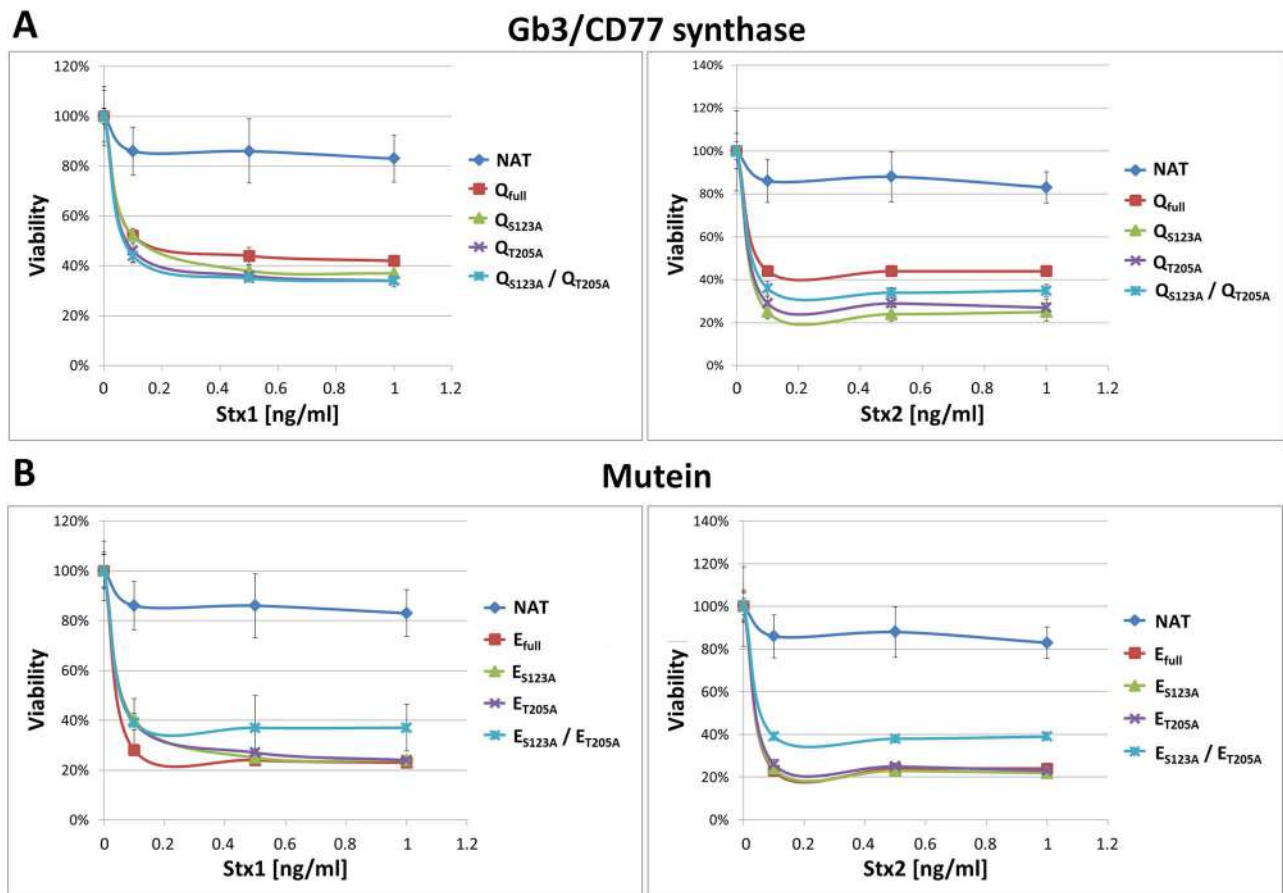 A
Gb3/CD77 synthase
120%
100%
80%
60%
40%
20%
0%
Viability
0 0.2 0.4 0.6 0.8 1 1.2
Stx1 [ng/ml]
NAT
Qfull
QS123A
QT205A
QS123A / QT205A
140%
120%
100%
80%
60%
40%
20%
0%
Viability
0 0.2 0.4 0.6 0.8 1 1.2
Stx2 [ng/ml]
NAT
Qfull
QS123A
QT205A
QS123A / QT205A
B
Mutein
120%
100%
80%
60%
40%
20%
0%
Viability
0 0.2 0.4 0.6 0.8 1 1.2
Stx1 [ng/ml]
NAT
Efull
ES123A
ET205A
ES123A / ET205A
140%
120%
100%
80%
60%
40%
20%
0%
Viability
0 0.2 0.4 0.6 0.8 1 1.2
Stx2 [ng/ml]
NAT
Efull
ES123A
ET205A
ES123A / ET205A